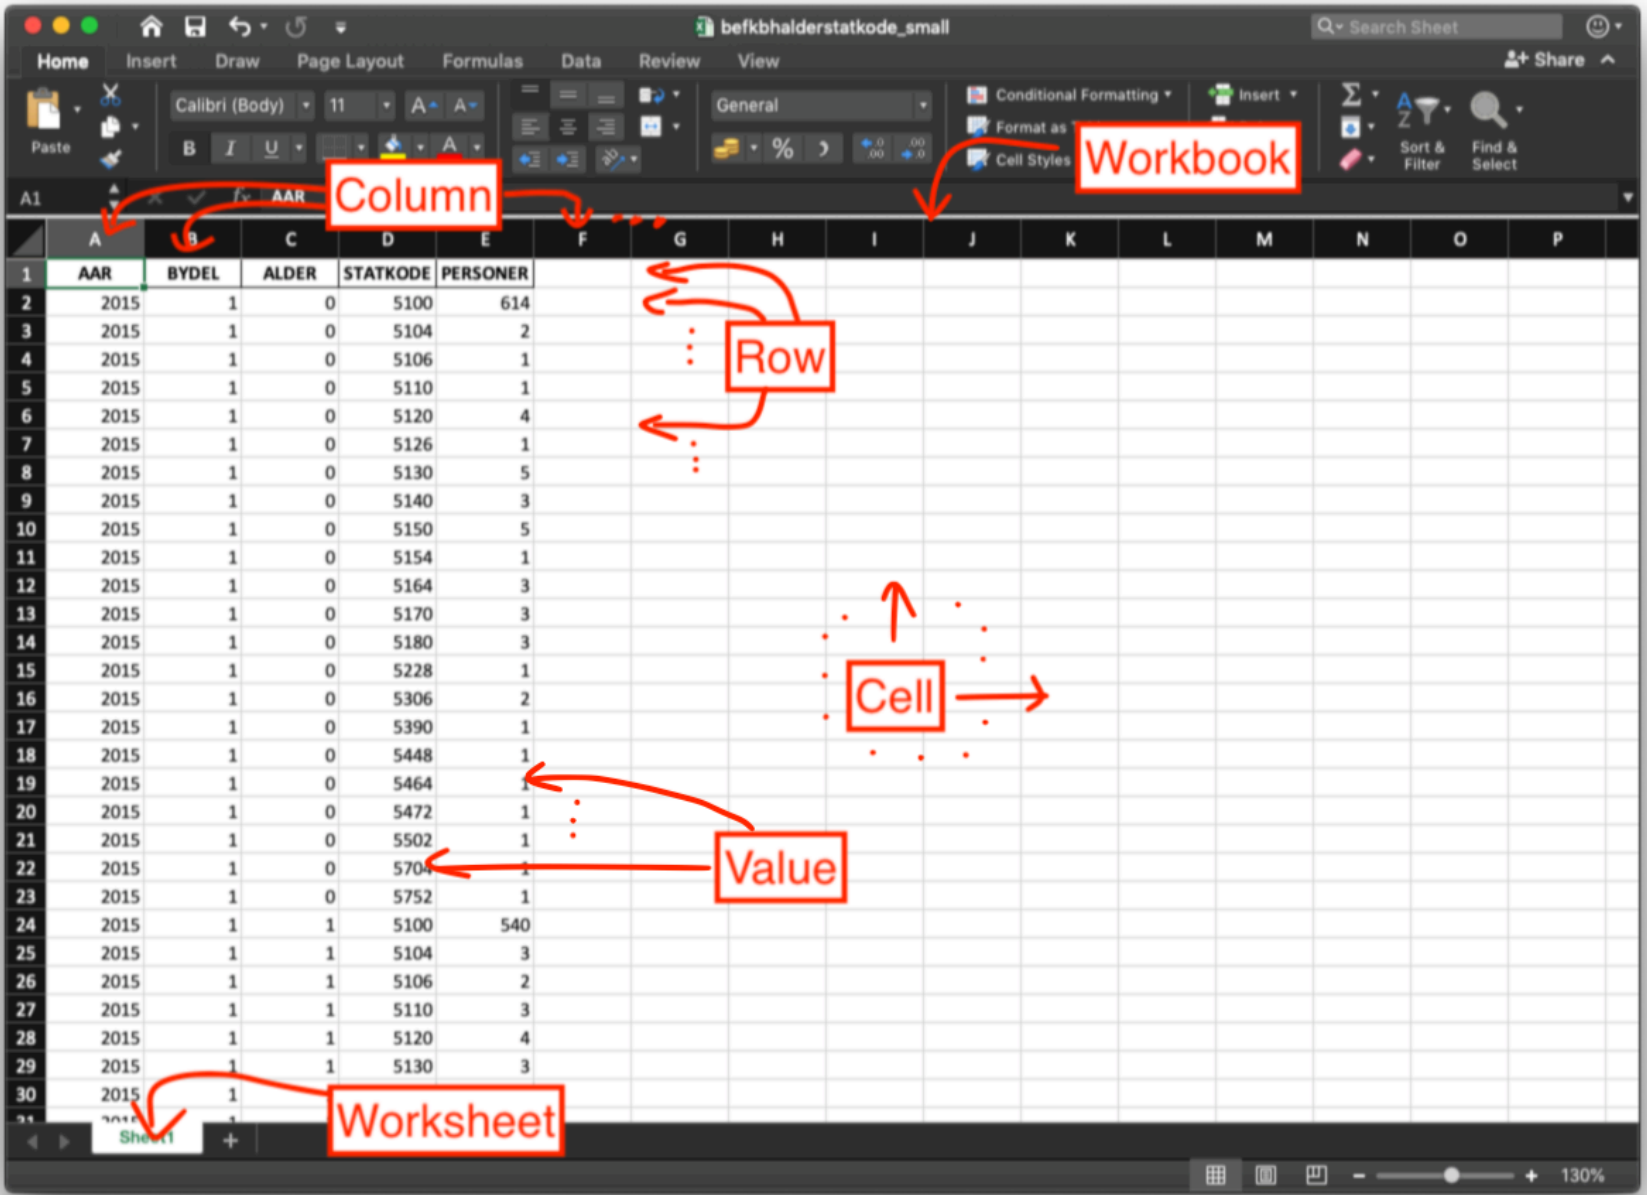 befkbhalderstatkode_small
Search Sheet
Home Insert Draw Page Layout Formulas Data Review View Share
Calibri (Body) 11 A A General Conditional Formatting Insert
Paste B I U A % Format as
Cell Styles Sort & Filter Find & Select
Column
Workbook
A1 fx AAR
A B C D E F G H I J K L M N O P
1 AAR BYDEL ALDER STATKODE PERSONER
2 2015 1 0 5100 614
3 2015 1 0 5104 2
4 2015 1 0 5106 1
Row
5 2015 1 0 5110 1
6 2015 1 0 5120 4
7 2015 1 0 5126 1
8 2015 1 0 5130 5
9 2015 1 0 5140 3
10 2015 1 0 5150 5
11 2015 1 0 5154 1
12 2015 1 0 5164 3
13 2015 1 0 5170 3
14 2015 1 0 5180 3
15 2015 1 0 5228 1
16 2015 1 0 5306 2
Cell
17 2015 1 0 5390 1
18 2015 1 0 5448 1
19 2015 1 0 5464 1
20 2015 1 0 5472 1
21 2015 1 0 5502 1
22 2015 1 0 5704 1
Value
23 2015 1 0 5752 1
24 2015 1 1 5100 540
25 2015 1 1 5104 3
26 2015 1 1 5106 2
27 2015 1 1 5110 3
28 2015 1 1 5120 4
29 2015 1 1 5130 3
30 2015 1
Worksheet
Sheet1 +
130%